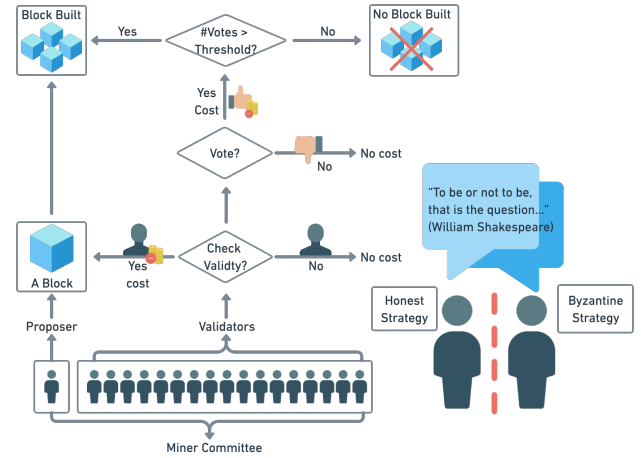 Block Built
Yes
#Votes >
Threshold?
No
No Block Built
Yes
Cost
Vote?
No
No cost
"To be or not to be,
that is the question..."
(William Shakespeare)
Check
Validty?
Yes
cost
No
No cost
A Block
Honest
Strategy
Byzantine
Strategy
Proposer
Validators
Miner Committee